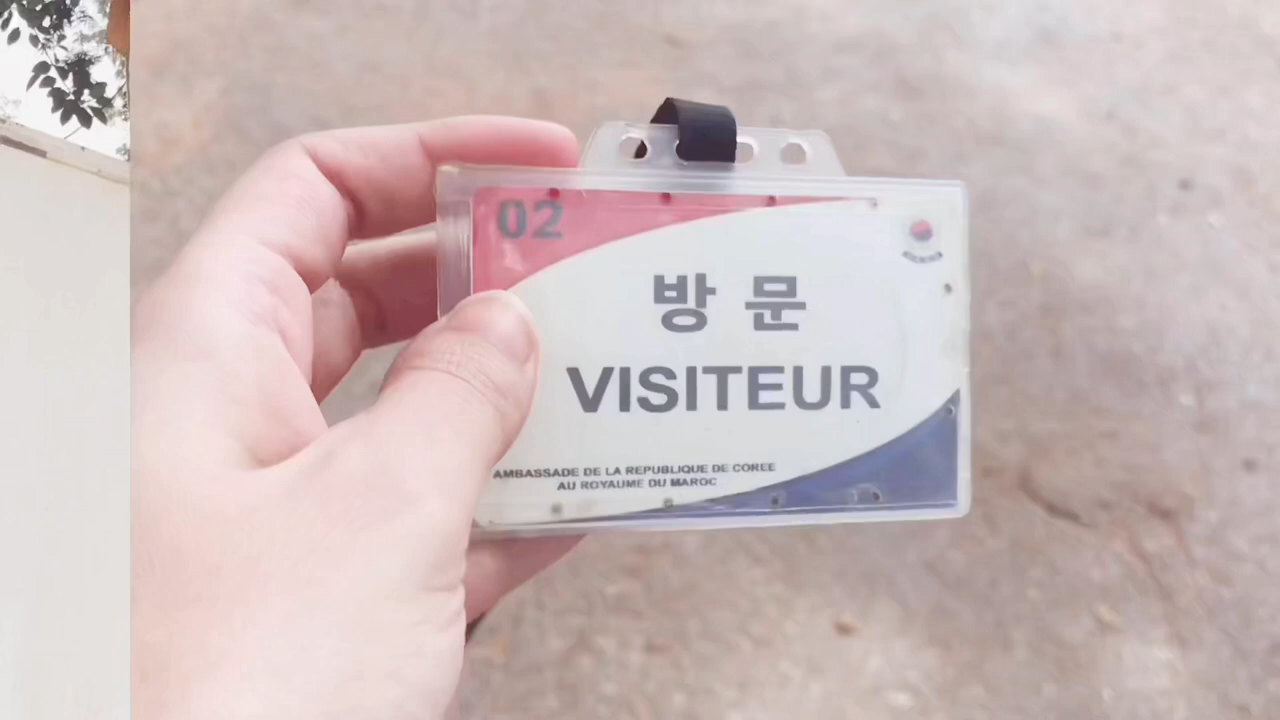 02
방 문
VISITEUR
AMBASSADE DE LA REPUBLIQUE DE COREE
AU ROYAUME DU MAROC